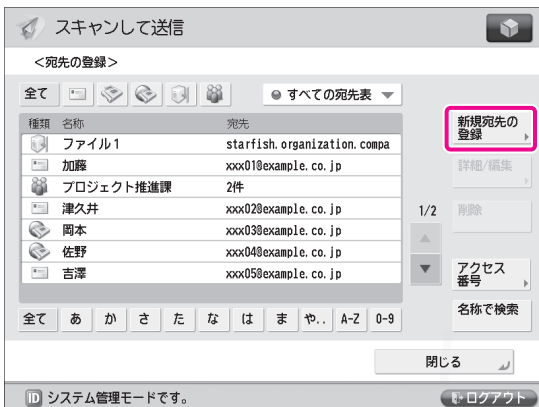 スキャンして送信
<宛先の登録>
全て
すべての宛先表
種類 名称 宛先
ファイル1 starfish.organization.compa
加藤 xxx01@example.co.jp
プロジェクト推進課 2件
津久井 xxx02@example.co.jp
岡本 xxx03@example.co.jp
佐野 xxx04@example.co.jp
吉澤 xxx05@example.co.jp
1/2
新規宛先の
登録
詳細/編集
削除
アクセス
番号
名称で検索
全て あ か さ た な は ま や.. A-Z 0-9
閉じる
ID システム管理モードです。
ログアウト